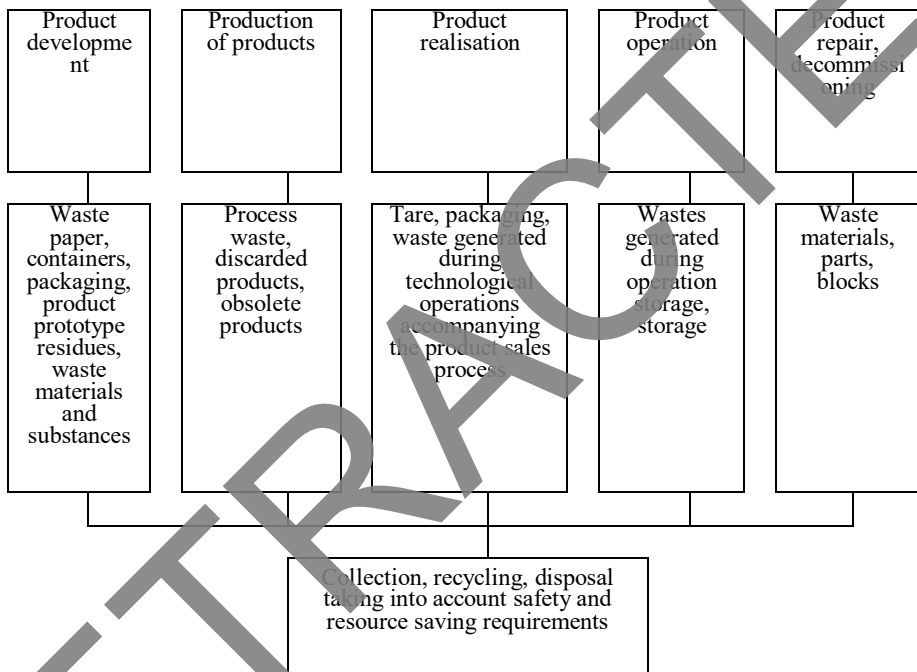 Product
developme
nt
Production
of products
Product
realisation
Product
operation
Product
repair,
decommissi
oning
Waste
paper,
containers,
packaging,
product
prototype
residues,
waste
materials
and
substances
Process
waste,
discarded
products,
obsolete
products
Tare, packaging,
waste generated
during
technological
operations
accompanying
the product sales
process
Wastes
generated
during
operation
storage,
storage
Waste
materials,
parts,
blocks
Collection, recycling, disposal
taking into account safety and
resource saving requirements
TRACTE